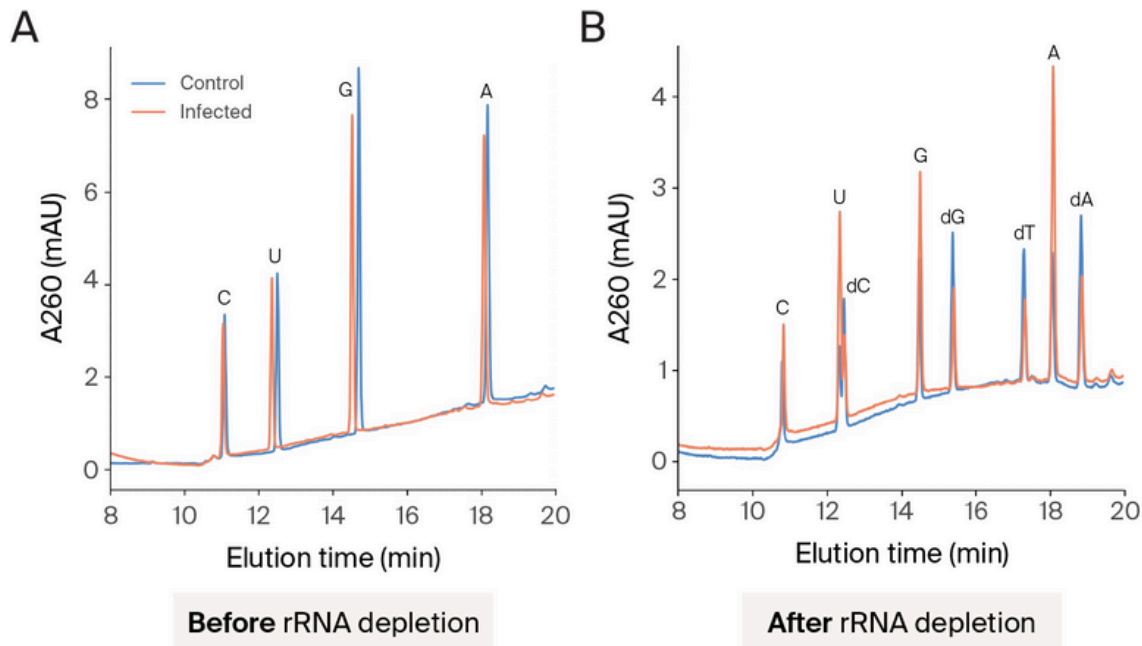 A
Control
Infected
C
U
G
A
A260 (mAU)
8
6
4
2
0
8 10 12 14 16 18 20
Elution time (min)
Before rRNA depletion
B
C
U
dC
G
dG
dT
A
dA
A260 (mAU)
4
3
2
1
0
8 10 12 14 16 18 20
Elution time (min)
After rRNA depletion